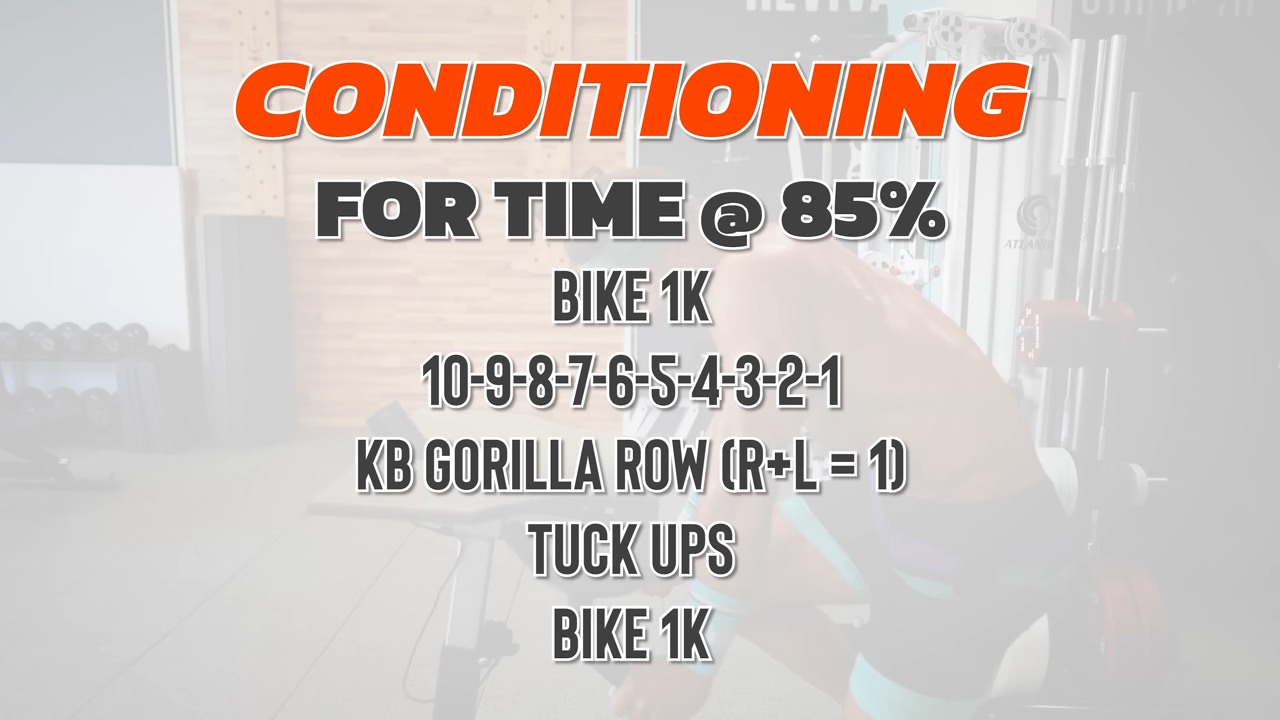 CONDITIONING
FOR TIME @ 85%
BIKE 1K
10-9-8-7-6-5-4-3-2-1
KB GORILLA ROW (R+L = 1)
TUCK UPS
BIKE 1K